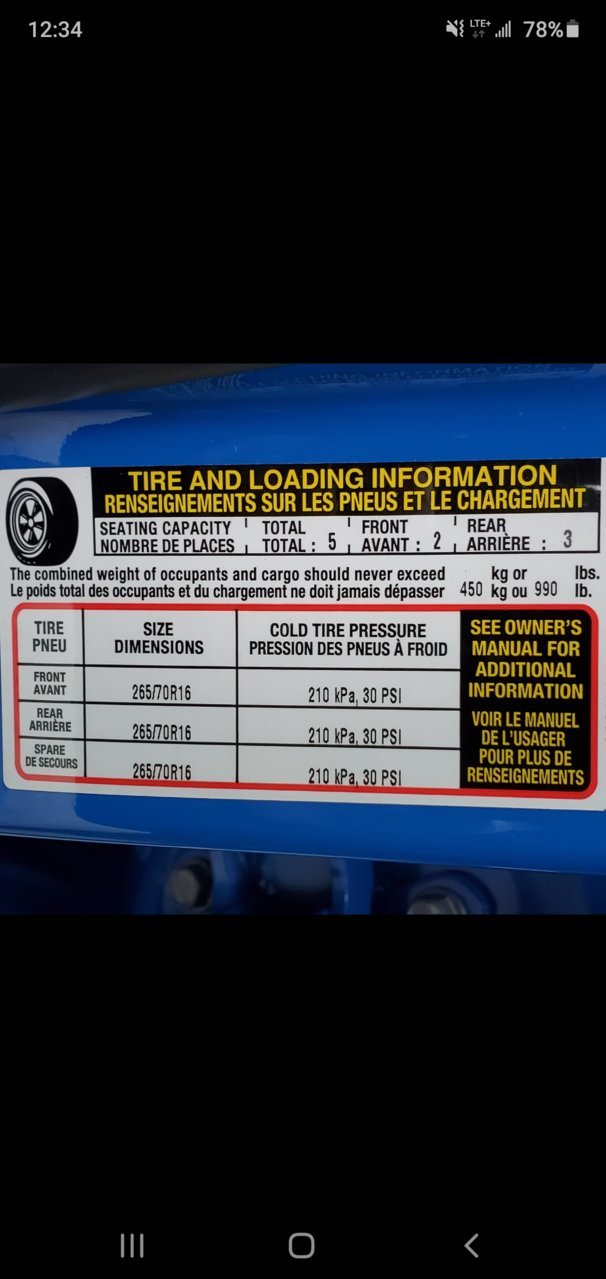 12:34 LTE+ 78%
TIRE AND LOADING INFORMATION
RENSEIGNEMENTS SUR LES PNEUS ET LE CHARGEMENT
SEATING CAPACITY TOTAL FRONT REAR
NOMBRE DE PLACES TOTAL : 5 AVANT : 2 ARRIÈRE : 3
The combined weight of occupants and cargo should never exceed kg or lbs.
Le poids total des occupants et du chargement ne doit jamais dépasser 450 kg ou 990 lb.
TIRE
PNEU
SIZE
DIMENSIONS
COLD TIRE PRESSURE
PRESSION DES PNEUS À FROID
FRONT
AVANT
265/70R16
210 kPa, 30 PSI
REAR
ARRIÈRE
265/70R16
210 kPa, 30 PSI
SPARE
DE SECOURS
265/70R16
210 kPa, 30 PSI
SEE OWNER'S
MANUAL FOR
ADDITIONAL
INFORMATION
VOIR LE MANUEL
DE L'USAGER
POUR PLUS DE
RENSEIGNEMENTS